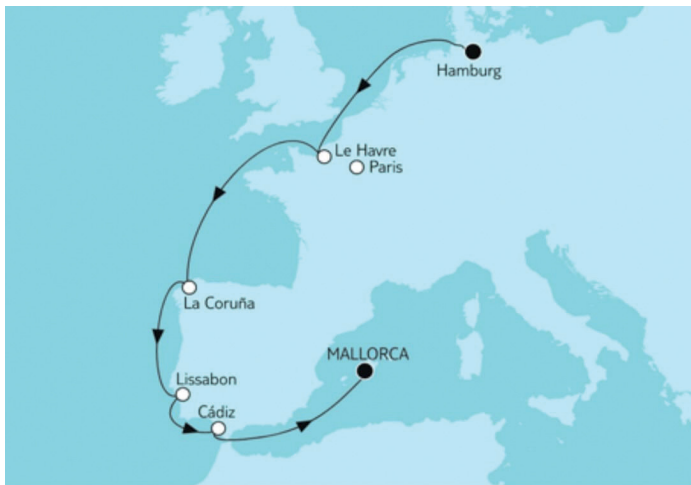 Hamburg
Le Havre
Paris
La Coruña
MALLORCA
Lissabon
Cádiz